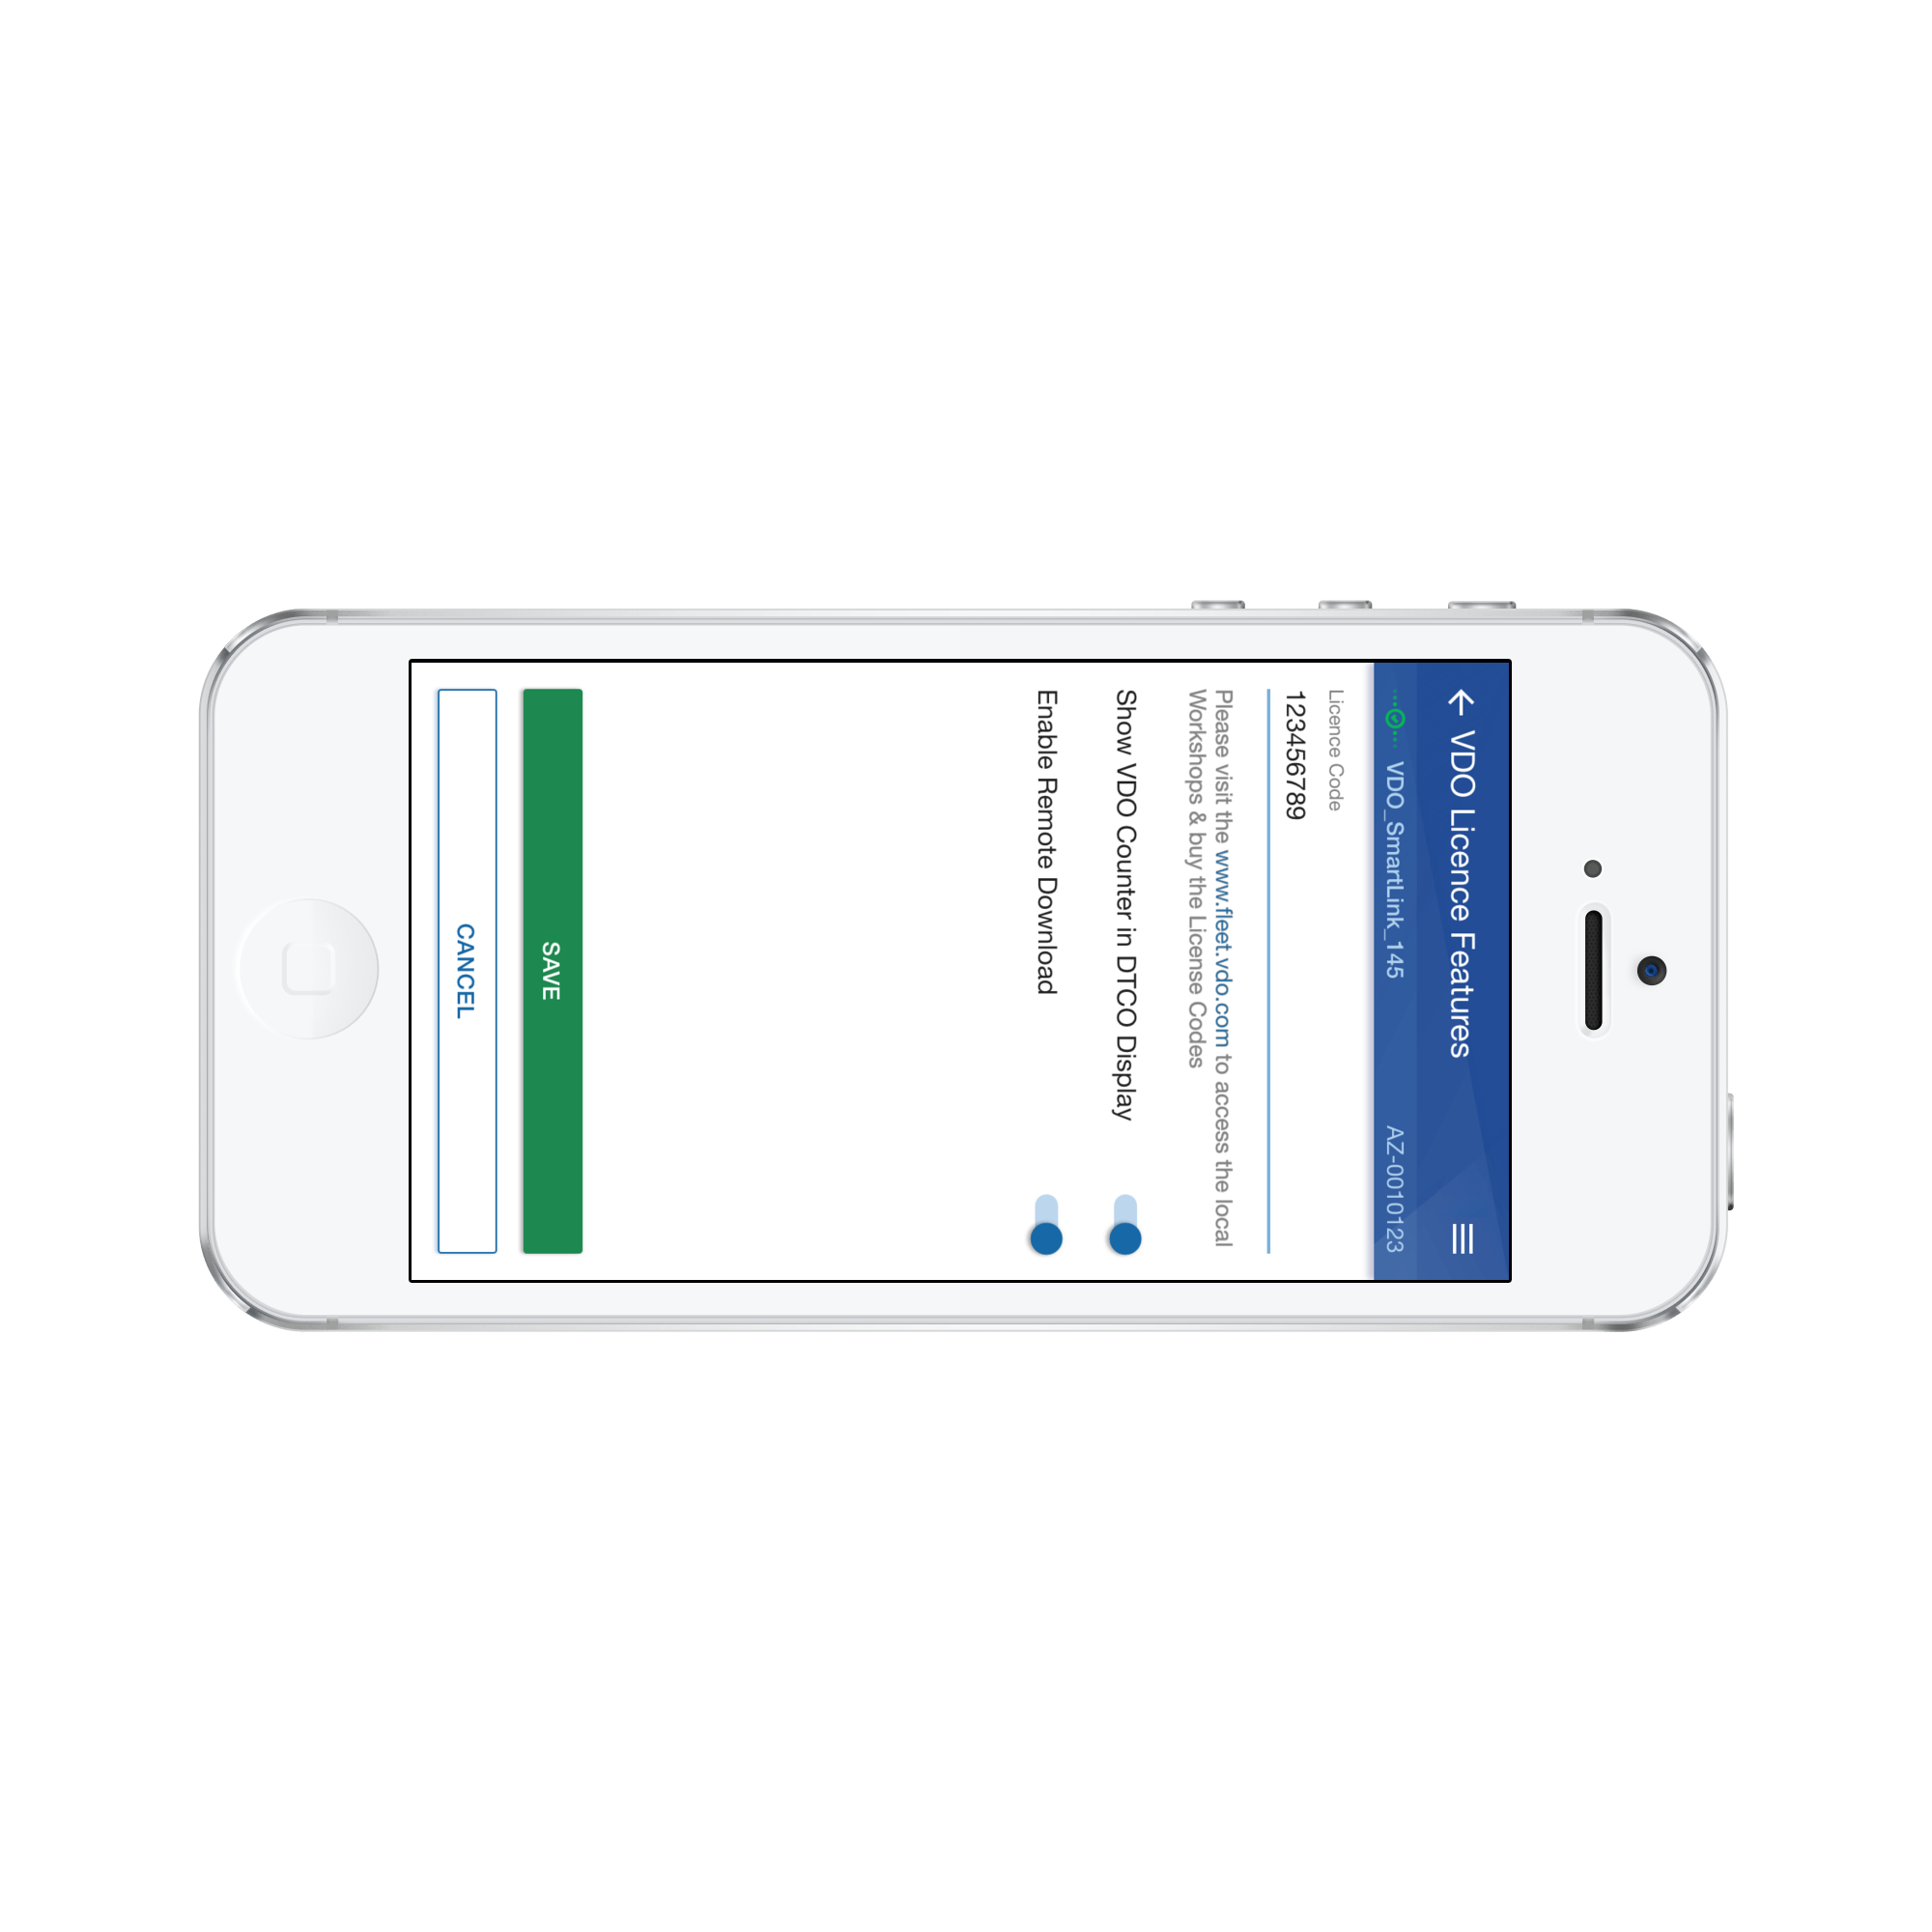 VDO Licence Features
VDO_SmartLink_145 AZ-0010123
Licence Code
123456789
Please visit the www.fleet.vdo.com to access the local
Workshops & buy the License Codes
Show VDO Counter in DTCO Display
Enable Remote Download
SAVE
CANCEL